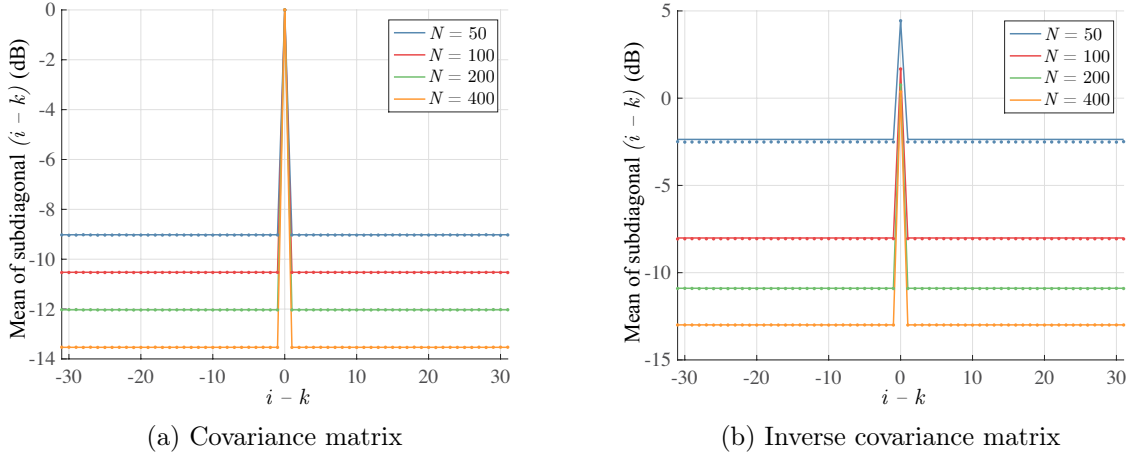 Mean of subdiagonal (i – k) (dB)
0
-2
-4
-6
-8
-10
-12
-14
-30
-20
-10
0
10
20
30
i – k
N = 50
N = 100
N = 200
N = 400
(a) Covariance matrix
Mean of subdiagonal (i – k) (dB)
5
0
-5
-10
-15
-30
-20
-10
0
10
20
30
i – k
N = 50
N = 100
N = 200
N = 400
(b) Inverse covariance matrix